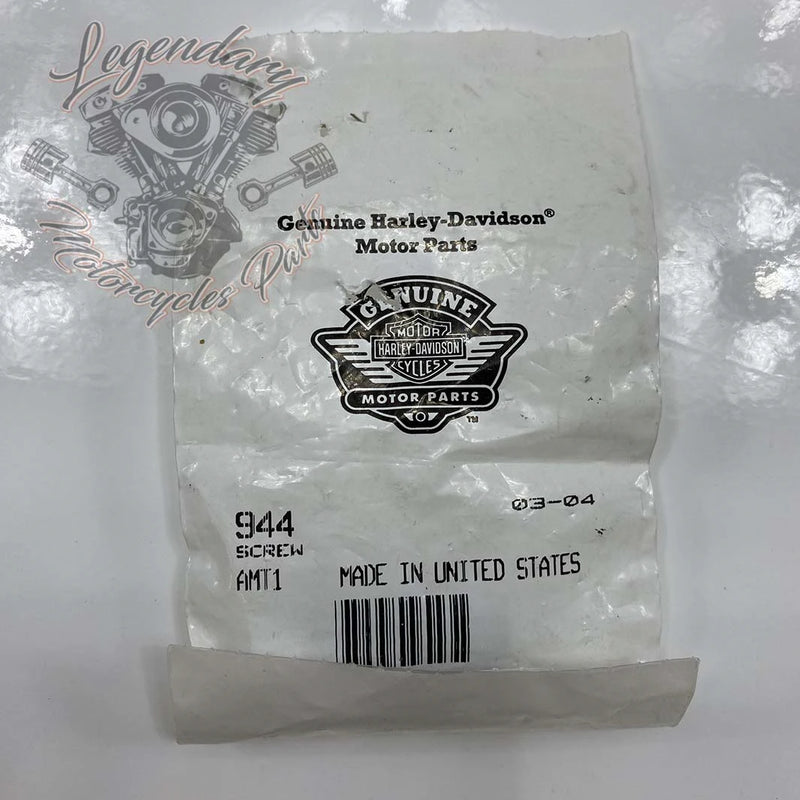 Legendary
Motorcycles Parts
Genuine Harley-Davidson®
Motor Parts
GENUINE
MOTOR
HARLEY-DAVIDSON
CYCLES
MOTOR PARTS
TM
03-04
944
SCREW
AMT1 MADE IN UNITED STATES